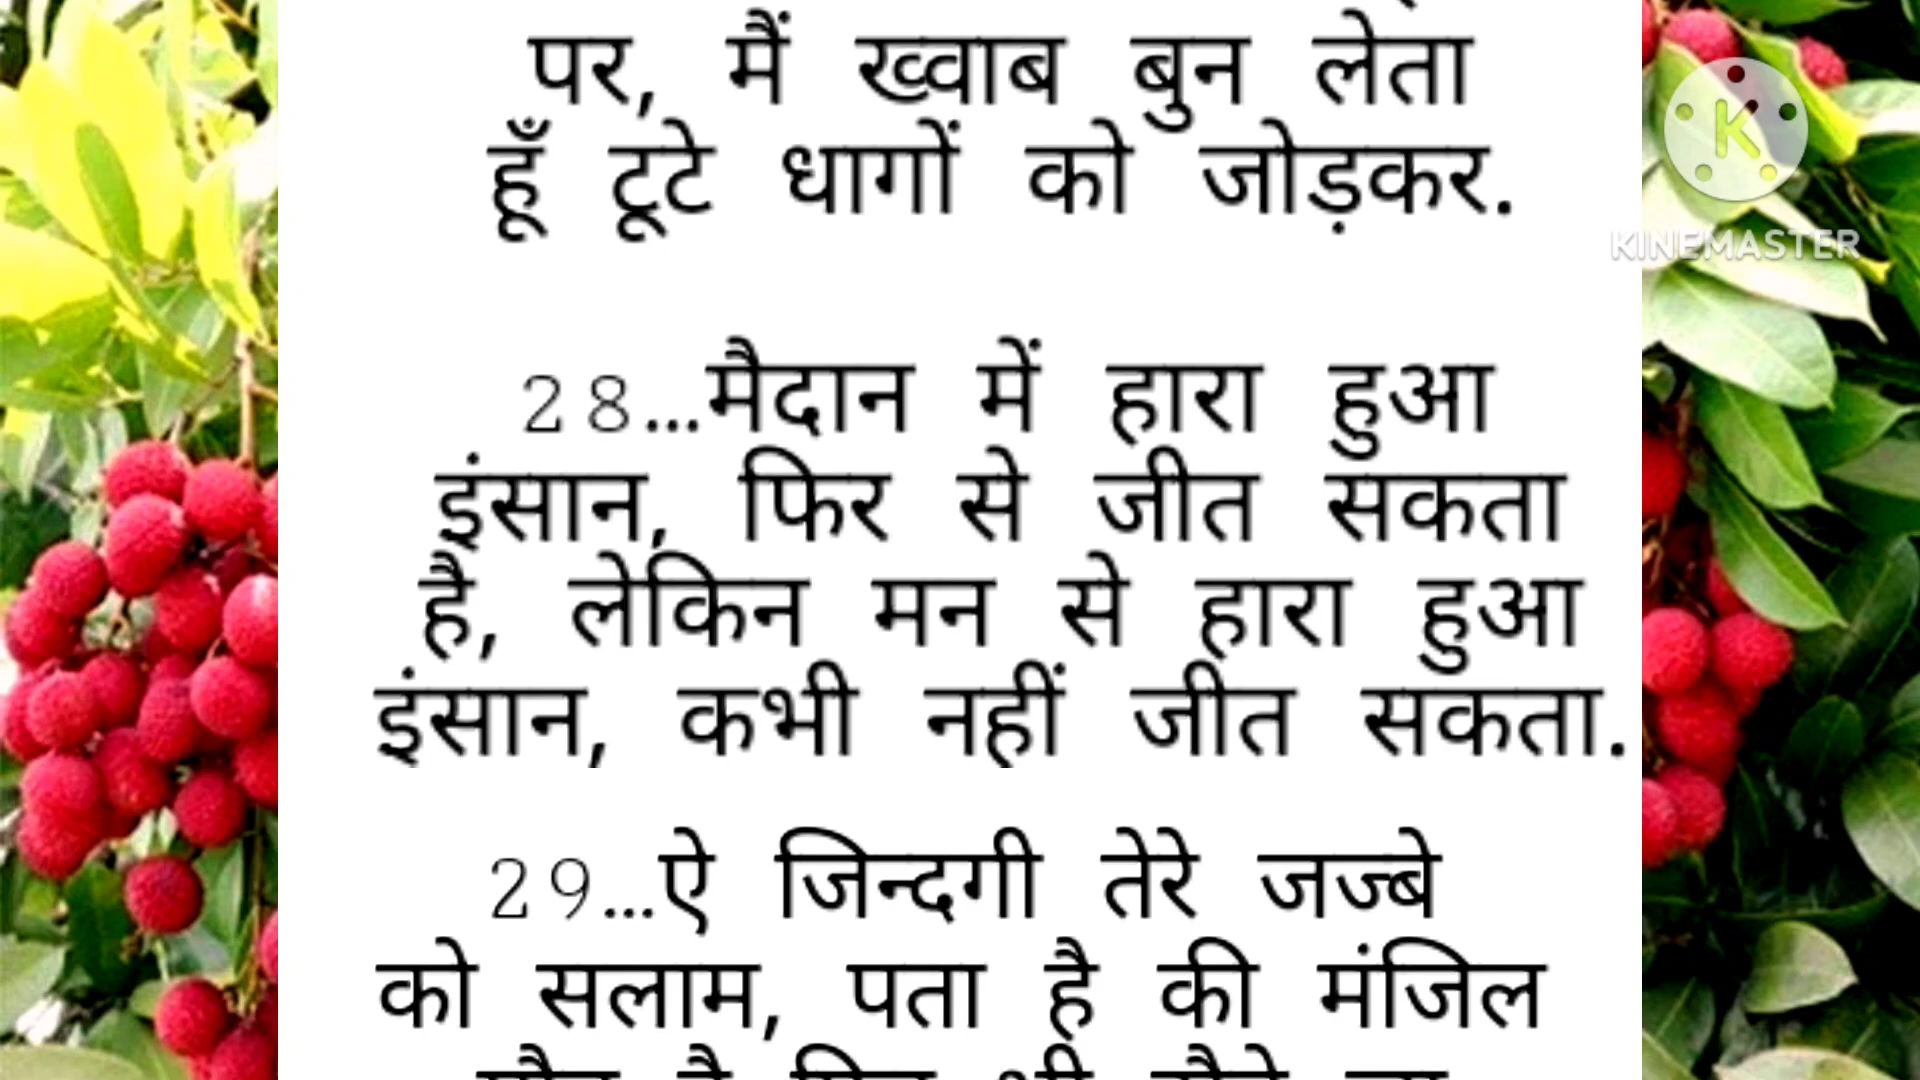 पर, मैं ख्वाब बुन लेता
हूँ टूटे धागों को जोड़कर.
28...मैदान में हारा हुआ
इंसान, फिर से जीत सकता
है, लेकिन मन से हारा हुआ
इंसान, कभी नहीं जीत सकता.
29...ऐ जिन्दगी तेरे जज्बे
को सलाम, पता है की मंजिल
KINEMASTER